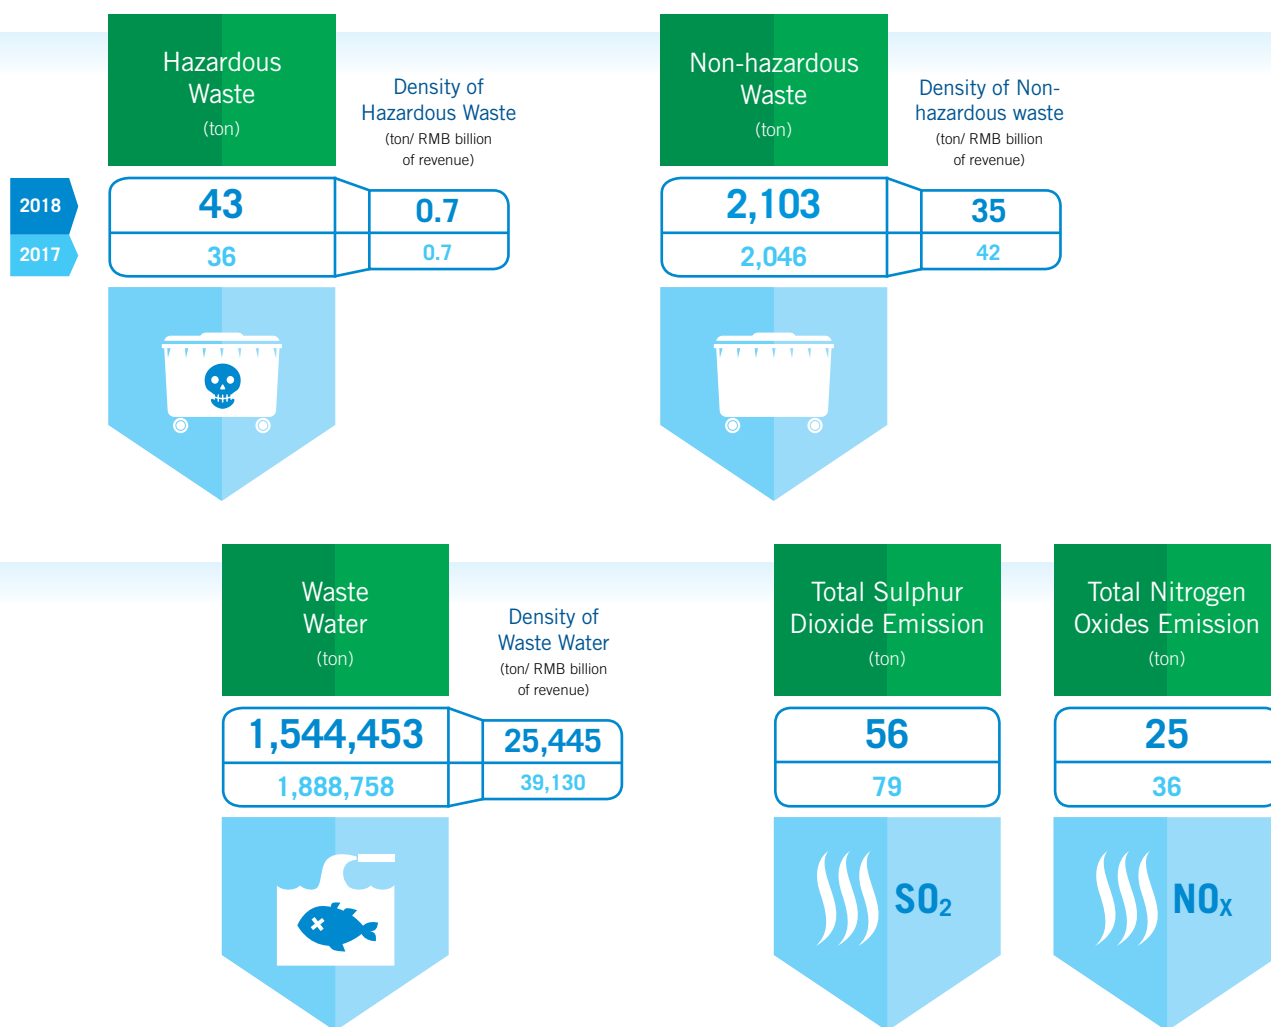 Hazardous
Waste
(ton)
Density of
Hazardous Waste
(ton/ RMB billion
of revenue)
Non-hazardous
Waste
(ton)
Density of Non-
hazardous waste
(ton/ RMB billion
of revenue)
2018
43
0.7
2,103
35
2017
36
0.7
2,046
42
Waste
Water
(ton)
Density of
Waste Water
(ton/ RMB billion
of revenue)
Total Sulphur
Dioxide Emission
(ton)
Total Nitrogen
Oxides Emission
(ton)
1,544,453
25,445
56
25
1,888,758
39,130
79
36
SO₂
NOₓ